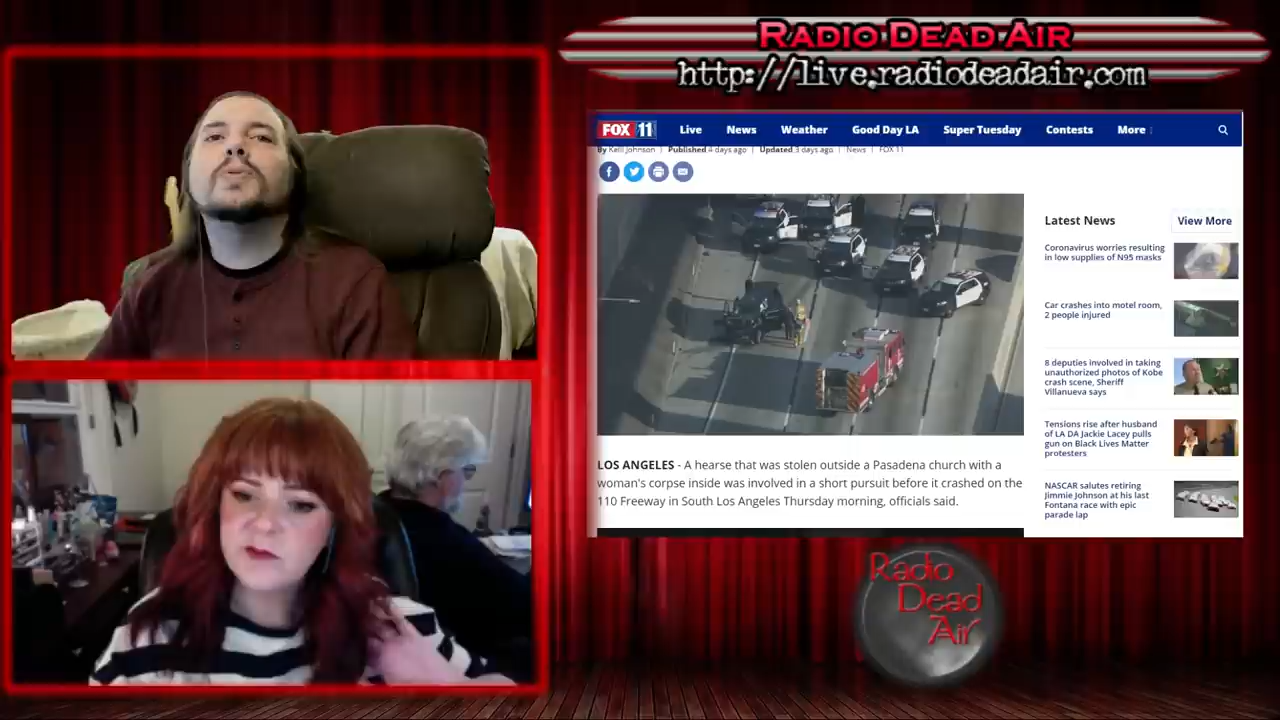 RADIO DEAD AIR
http://live.radiodeadair.com
FOX 11
Live News Weather Good Day LA Super Tuesday Contests More
By Kelli Johnson | Published 4 days ago | Updated 3 days ago | News | FOX 11
LOS ANGELES - A hearse that was stolen outside a Pasadena church with a
woman's corpse inside was involved in a short pursuit before it crashed on the
110 Freeway in South Los Angeles Thursday morning, officials said.
Latest News
View More
Coronavirus worries resulting
in low supplies of N95 masks
Car crashes into motel room,
2 people injured
8 deputies involved in taking
unauthorized photos of Kobe
crash scene, Sheriff
Villanueva says
Tensions rise after husband
of LA DA Jackie Lacey pulls
gun on Black Lives Matter
protesters
NASCAR salutes retiring
Jimmie Johnson at his last
Fontana race with epic
parade lap
Radio
Dead
Air